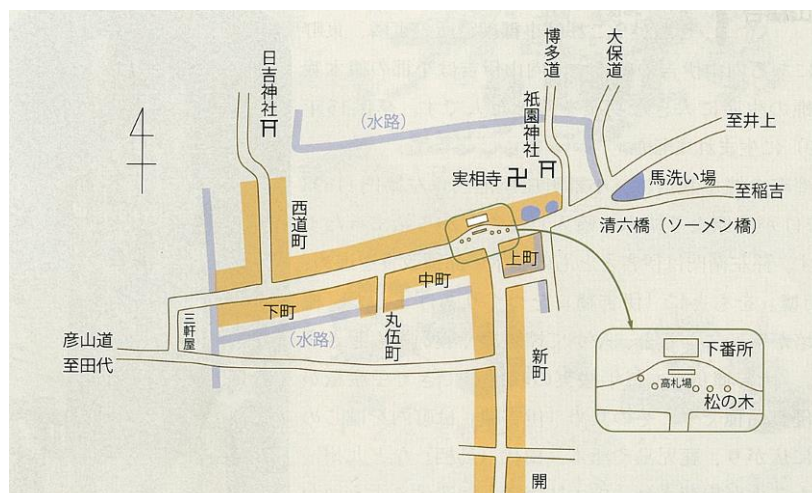 日吉神社
博多道
大保道
(水路)
祇園神社
至井上
実相寺
馬洗い場
至稲吉
西道町
清六橋(ソーメン橋)
上町
中町
下町
三軒屋
(水路)
丸伍町
彦山道
至田代
新町
下番所
高札場
松の木
開